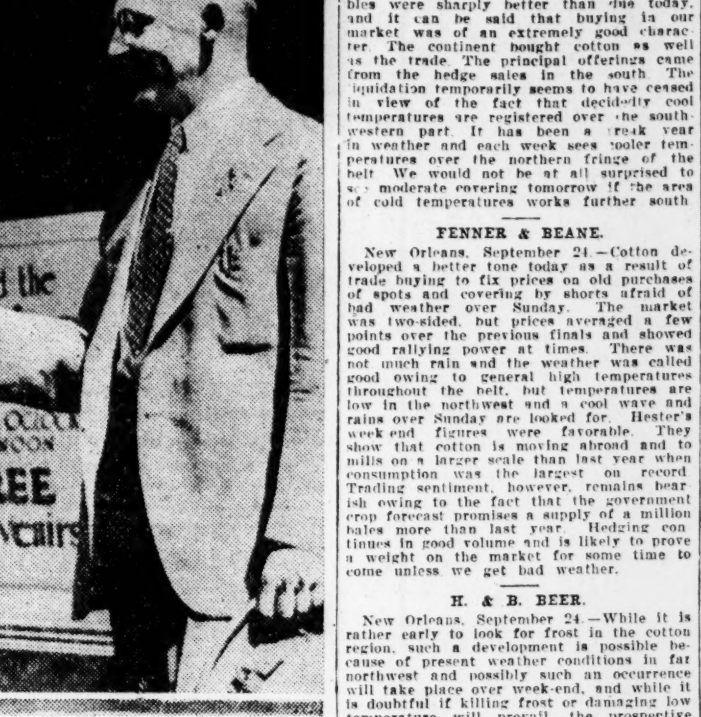 d the
O'CLOCK
NOON
REE
bles were sharply better than due today,
and it can be said that buying in our
market was of an extremely good charac-
ter. The continent bought cotton as well
as the trade. The principal offerings came
from the hedge sales in the south. The
liquidation temporarily seems to have ceased
in view of the fact that decidedly cool
temperatures are registered over the south-
western part. It has been a freak year
in weather and each week sees cooler tem-
peratures over the northern fringe of the
belt. We would not be at all surprised to
see moderate covering tomorrow if the area
of cold temperatures works further south
FENNER & BEANE.
New Orleans, September 24.—Cotton de-
veloped a better tone today as a result of
trade buying to fix prices on old purchases
of spots and covering by shorts afraid of
bad weather over Sunday. The market
was two-sided, but prices averaged a few
points over the previous finals and showed
good rallying power at times. There was
not much rain and the weather was called
good owing to general high temperatures
throughout the belt, but temperatures are
low in the northwest and a cool wave and
rains over Sunday are looked for. Hester's
week end figures were favorable. They
show that cotton is moving abroad and to
mills on a larger scale than last year when
consumption was the largest on record.
Trading sentiment, however, remains bear-
ish owing to the fact that the government
crop forecast promises a supply of a million
bales more than last year. Hedging con
tinues in good volume and is likely to prove
a weight on the market for some time to
come unless we get bad weather.
H. & B. BEER.
New Orleans, September 24.—While it is
rather early to look for frost in the cotton
region, such a development is possible be-
cause of present weather conditions in far
northwest and possibly such an occurrence
will take place over week-end, and while it
is doubtful if killing frost or damaging low
temperature will prevail the prospective